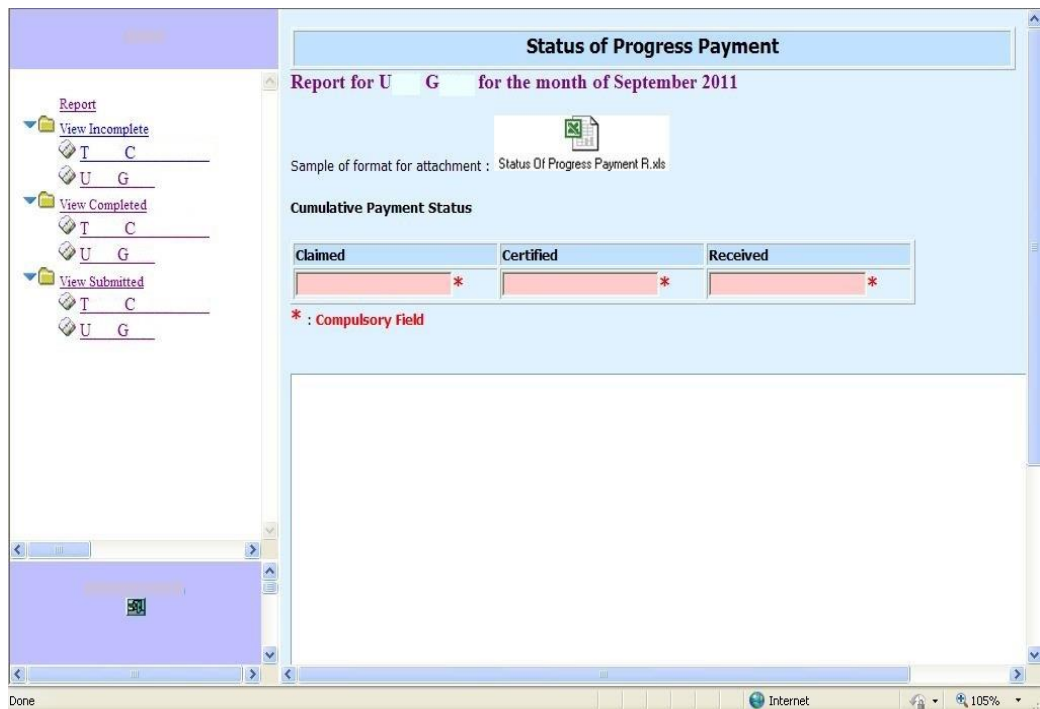 Report
View Incomplete
T C
U G
View Completed
T C
U G
View Submitted
T C
U G
Status of Progress Payment
Report for U G for the month of September 2011
Sample of format for attachment : Status Of Progress Payment R.xls
Cumulative Payment Status
Claimed Certified Received
* * *
* : Compulsory Field
Done Internet 105%